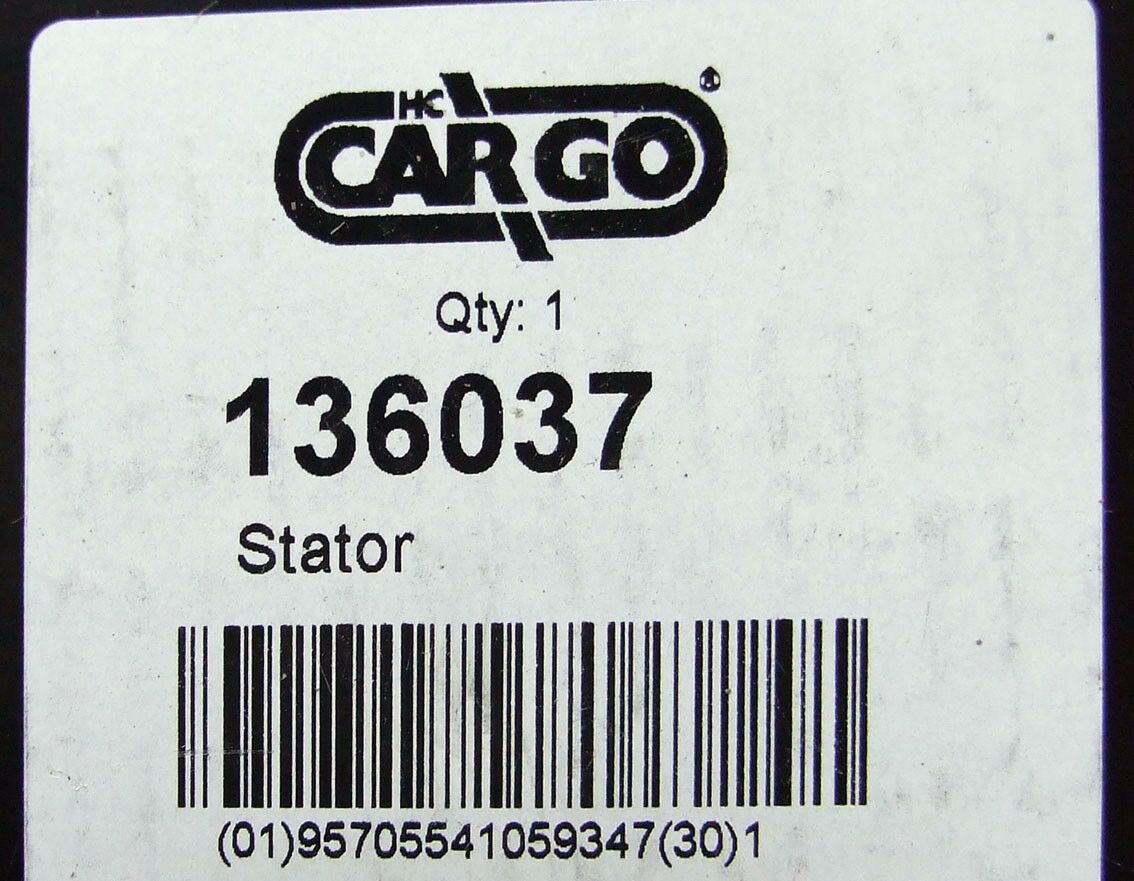 HC
CARGO®
Qty: 1
136037
Stator
(01)95705541059347(30)1